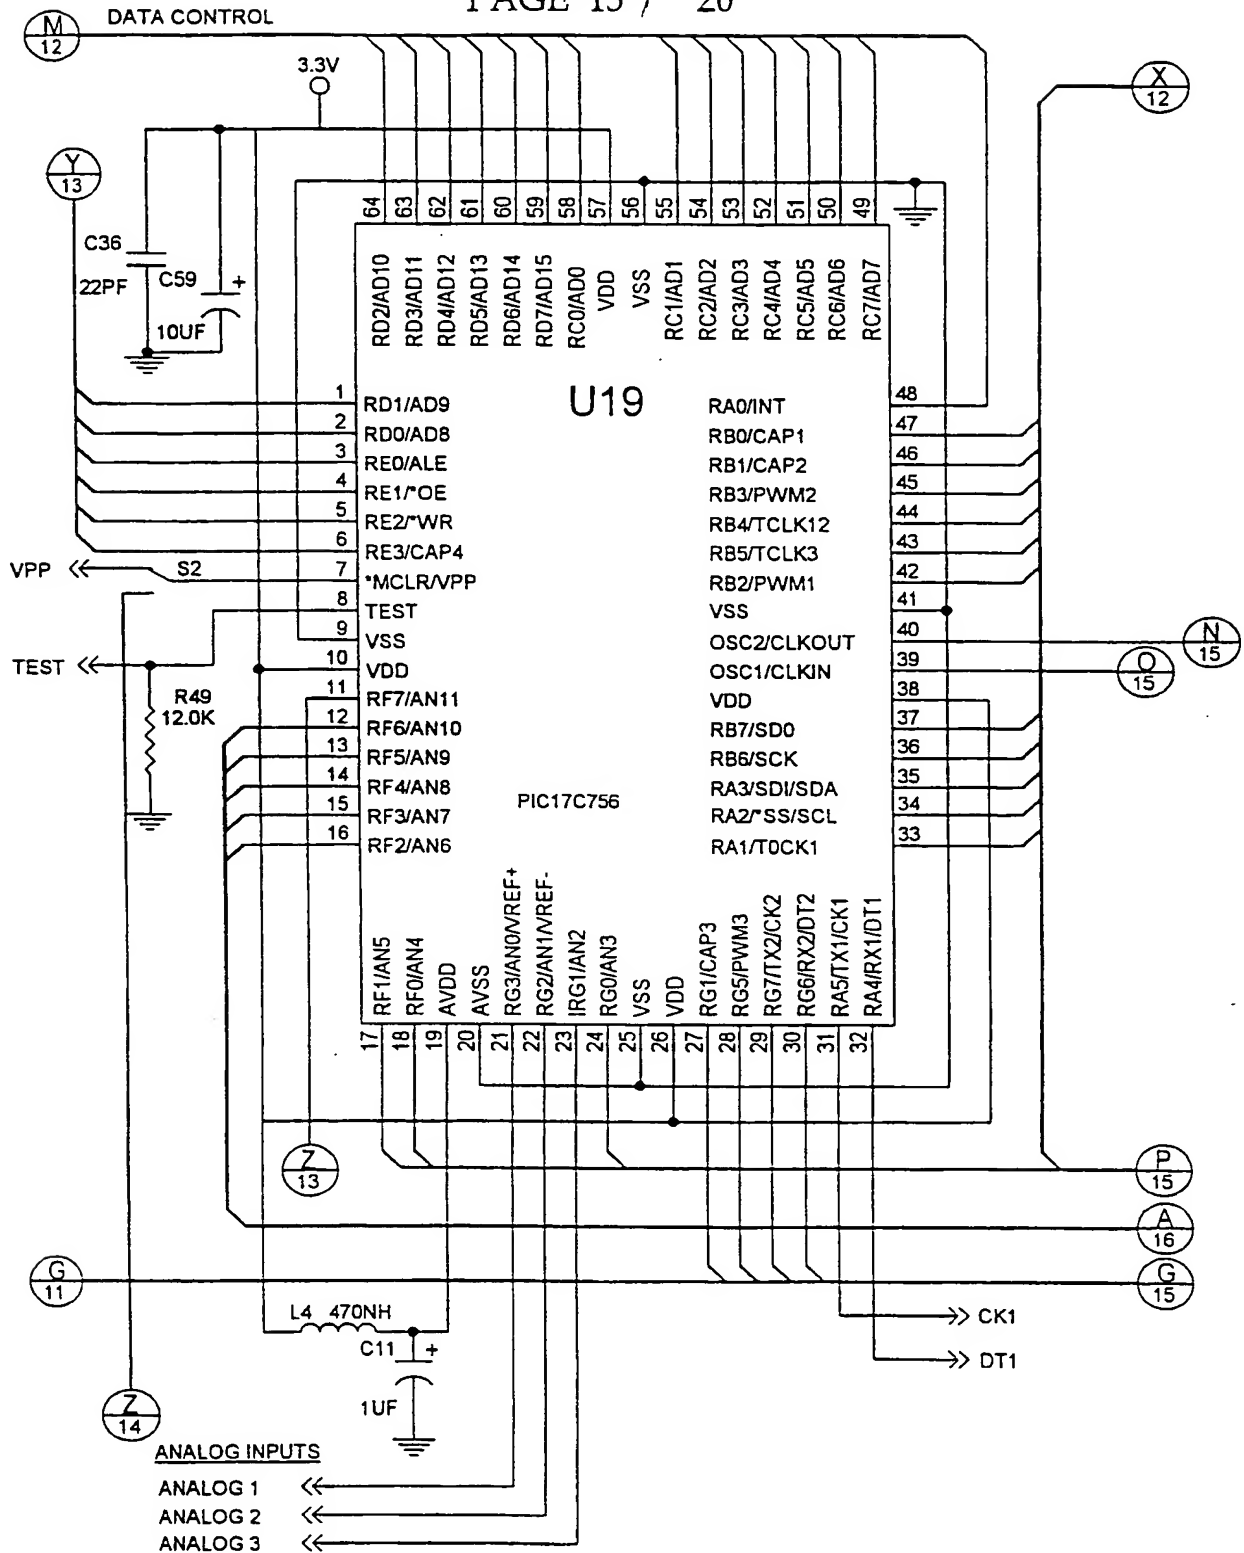 PAGE 15 / 20
DATA CONTROL
M
12
3.3V
X
12
Y
13
C36
22PF
C59
+
10UF
64 63 62 61 60 59 58 57 56 55 54 53 52 51 50 49
RD2/AD10
RD3/AD11
RD4/AD12
RD5/AD13
RD6/AD14
RD7/AD15
RC0/AD0
VDD
VSS
RC1/AD1
RC2/AD2
RC3/AD3
RC4/AD4
RC5/AD5
RC6/AD6
RC7/AD7
U19
1 RD1/AD9
2 RD0/AD8
3 RE0/ALE
4 RE1/*OE
5 RE2/*WR
6 RE3/CAP4
7 *MCLR/VPP
8 TEST
9 VSS
10 VDD
11 RF7/AN11
12 RF6/AN10
13 RF5/AN9
14 RF4/AN8
15 RF3/AN7
16 RF2/AN6
VPP
S2
TEST
R49
12.0K
PIC17C756
RA0/INT 48
RB0/CAP1 47
RB1/CAP2 46
RB3/PWM2 45
RB4/TCLK12 44
RB5/TCLK3 43
RB2/PWM1 42
VSS 41
OSC2/CLKOUT 40
OSC1/CLKIN 39
VDD 38
RB7/SD0 37
RB6/SCK 36
RA3/SDI/SDA 35
RA2/*SS/SCL 34
RA1/T0CK1 33
N
15
O
15
RF1/AN5
RF0/AN4
AVDD
AVSS
RG3/AN0/VREF+
RG2/AN1/VREF-
IRG1/AN2
RG0/AN3
VSS
VDD
RG1/CAP3
RG5/PWM3
RG7/TX2/CK2
RG6/RX2/DT2
RA5/TX1/CK1
RA4/RX1/DT1
17 18 19 20 21 22 23 24 25 26 27 28 29 30 31 32
Z
13
P
15
A
16
G
11
G
15
L4 470NH
C11
+
1UF
CK1
DT1
Z
14
ANALOG INPUTS
ANALOG 1
ANALOG 2
ANALOG 3